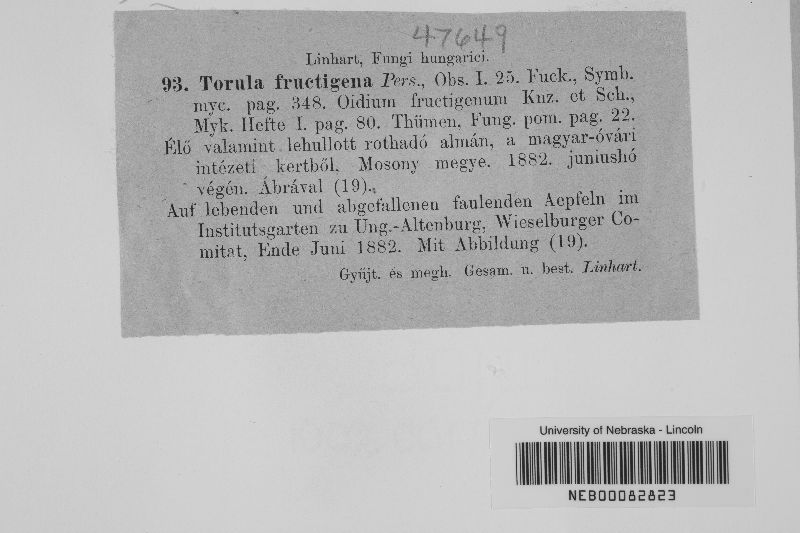 47649
Linhart, Fungi hungarici.
93. Torula fructigena Pers., Obs. I. 25. Fuck., Symb.
myc. pag. 348. Oidium fructigenum Knz. et Sch.,
Myk. Hefte I. pag. 80. Thümen, Fung. pom. pag. 22.
Élő valamint lehullott rothadó almán, a magyar-óvári
intézeti kertből, Mosony megye. 1882. juniushó
végén. Ábrával (19).
Auf lebenden und abgefallenen faulenden Aepfeln im
Institutsgarten zu Ung.-Altenburg, Wieselburger Co-
mitat, Ende Juni 1882. Mit Abbildung (19).
Gyűjt. és megh. Gesam. u. best. Linhart.
University of Nebraska - Lincoln
NEB00082823